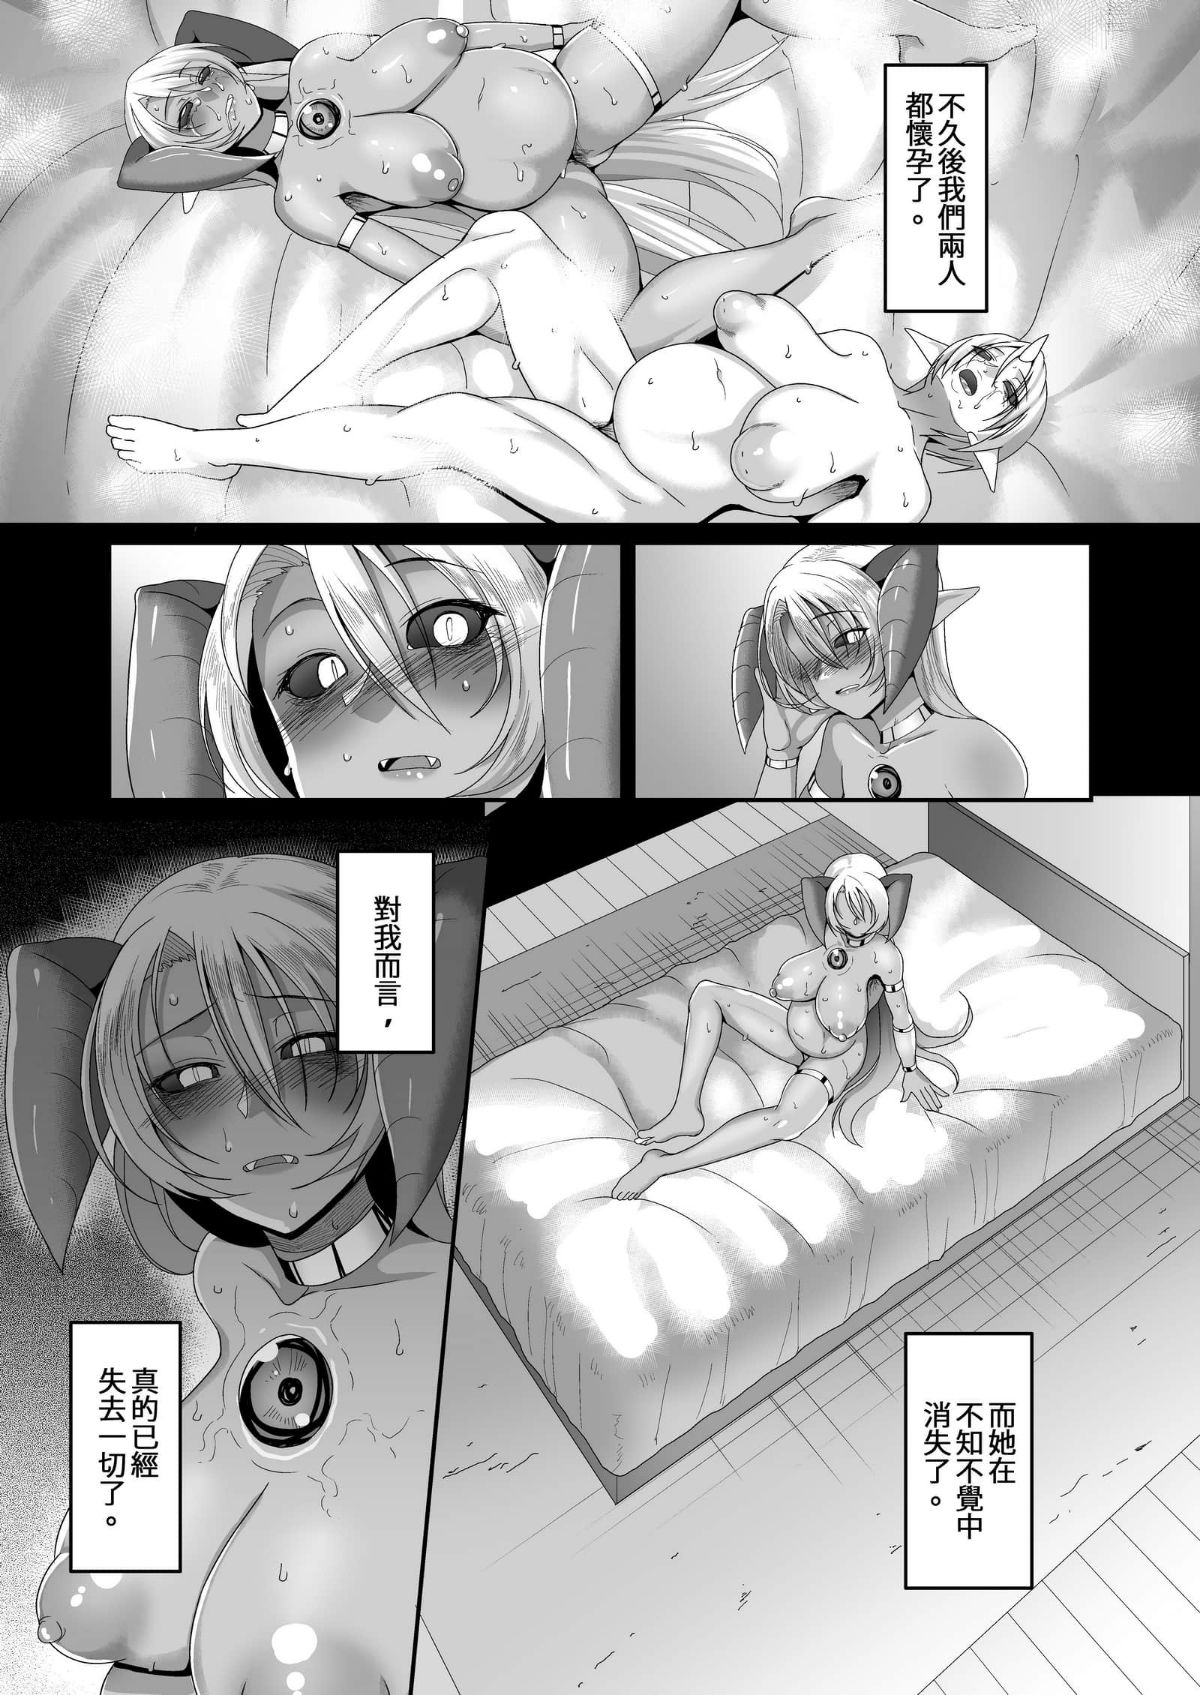 不久後我們兩人
都懷孕了。
而她在
不知不覺中
消失了。
對我而言，
真的已經
失去一切了。